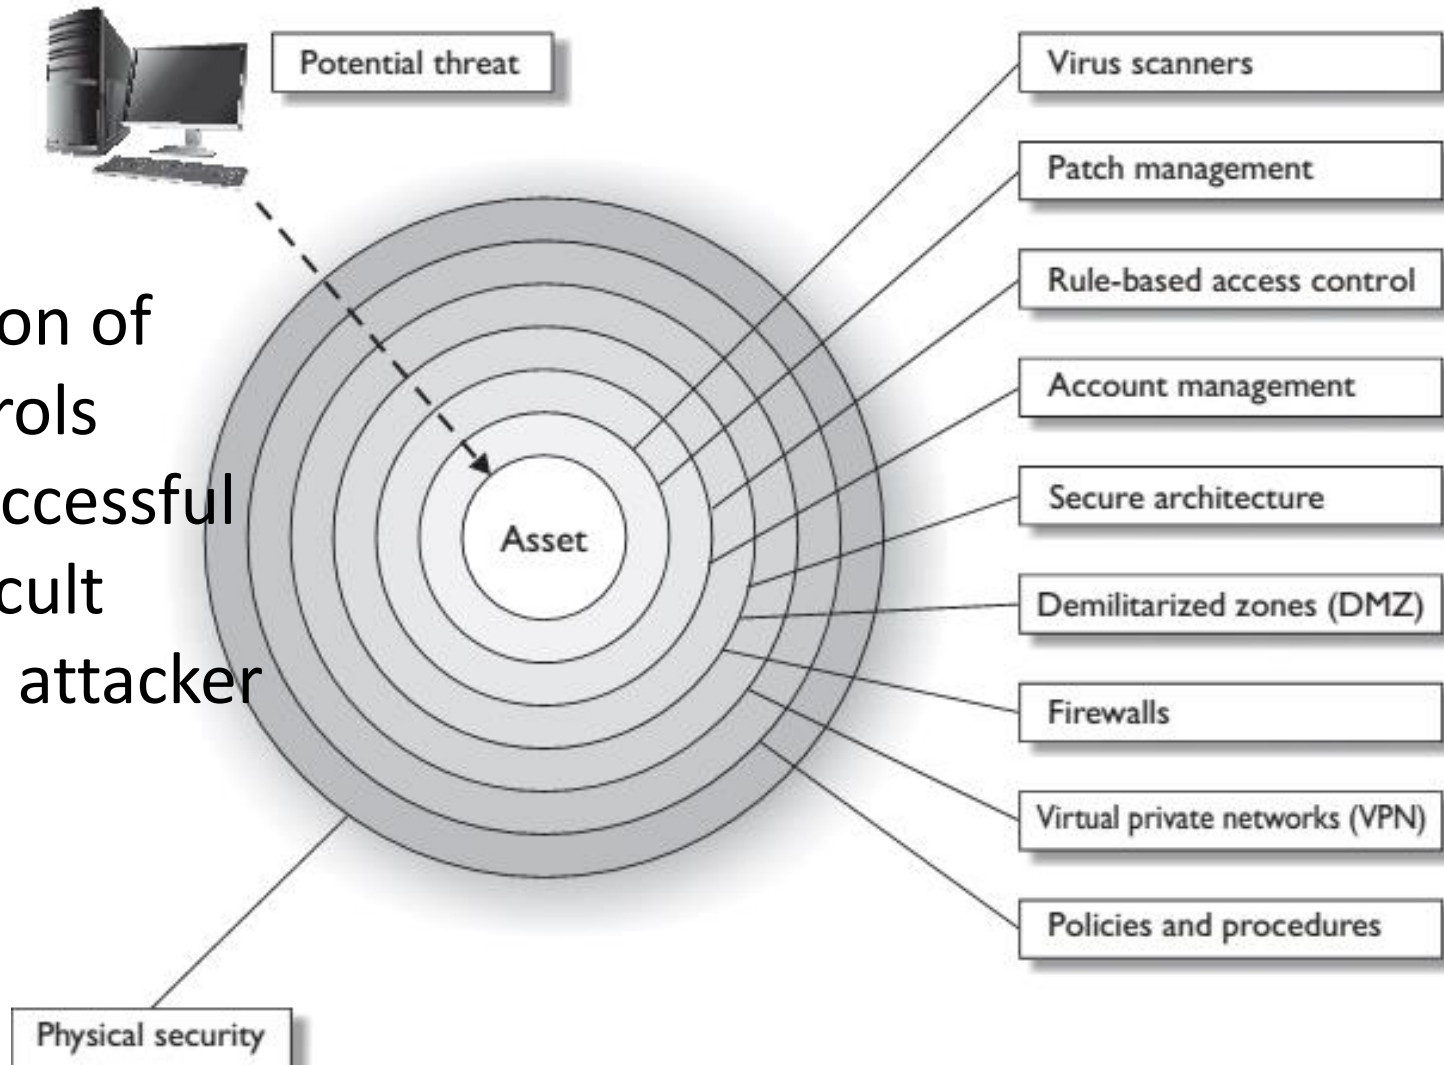 Potential threat
on of
rols
ccessful
cult
attacker
Asset
Virus scanners
Patch management
Rule-based access control
Account management
Secure architecture
Demilitarized zones (DMZ)
Firewalls
Virtual private networks (VPN)
Policies and procedures
Physical security